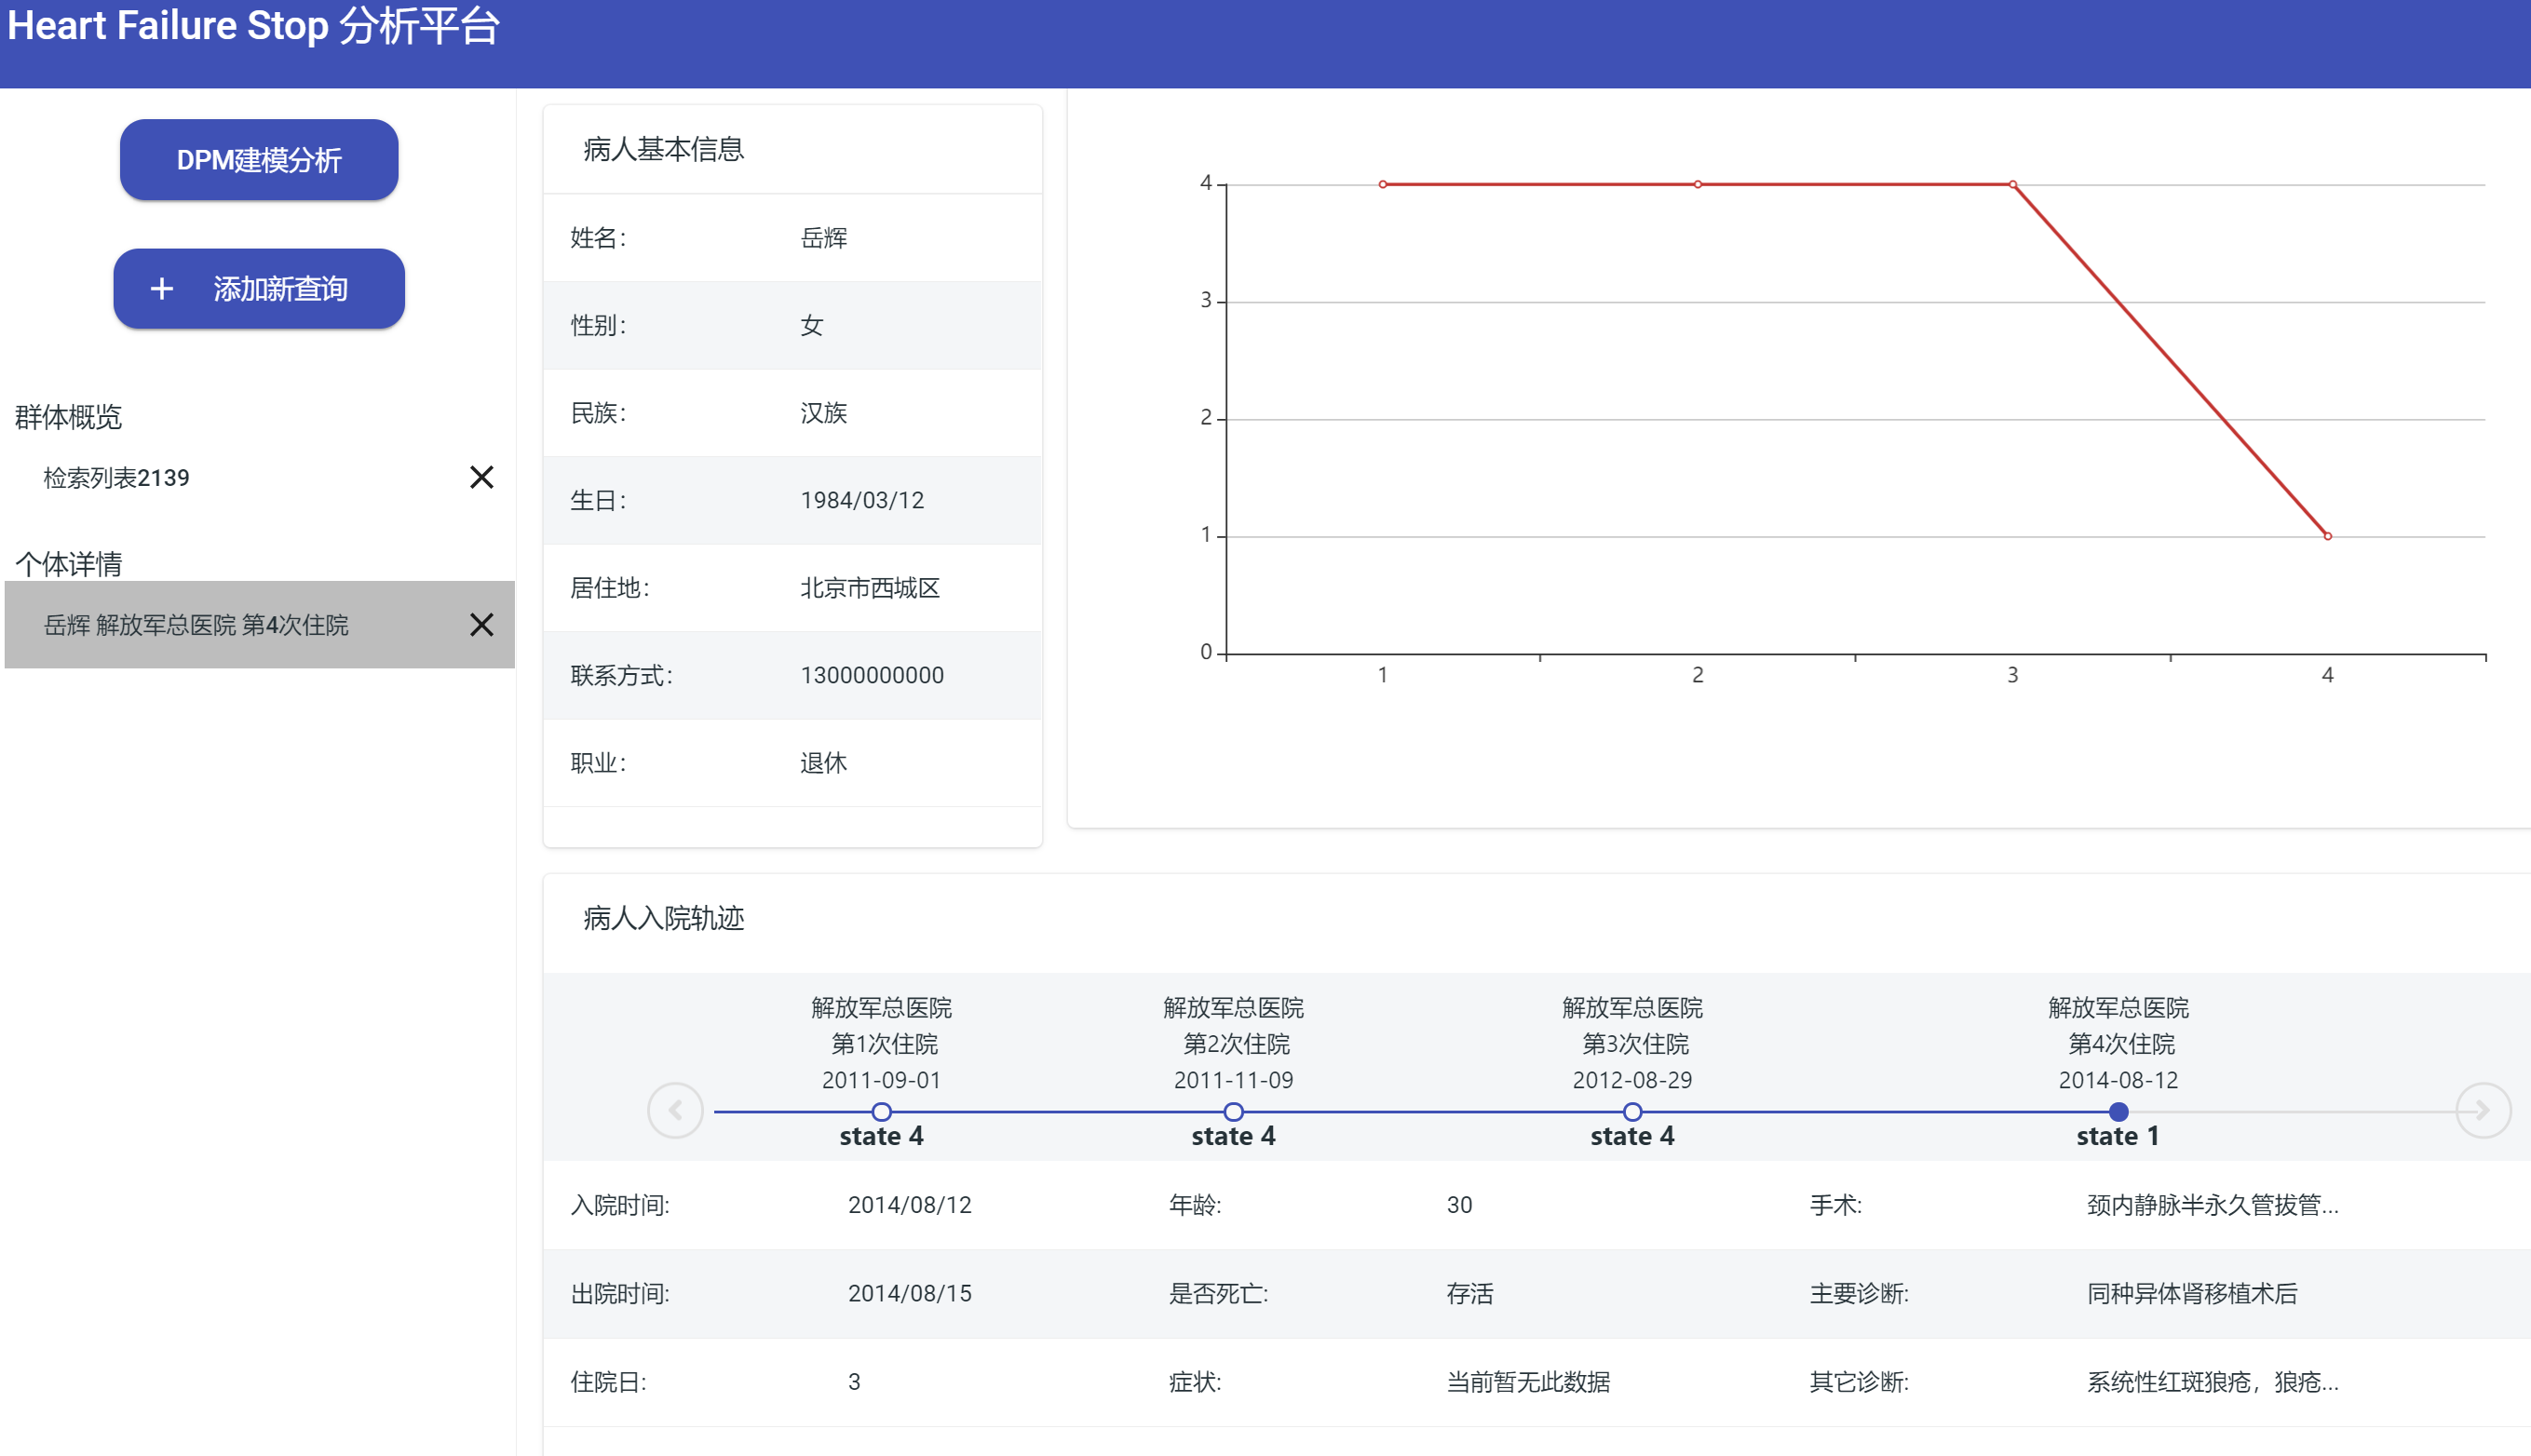 Heart Failure Stop 分析平台
DPM建模分析
+ 添加新查询
群体概览
检索列表2139
个体详情
岳辉 解放军总医院 第4次住院
病人基本信息
姓名： 岳辉
性别： 女
民族： 汉族
生日： 1984/03/12
居住地： 北京市西城区
联系方式： 13000000000
职业： 退休
4
3
2
1
0
1 2 3 4
病人入院轨迹
解放军总医院 解放军总医院 解放军总医院 解放军总医院
第1次住院 第2次住院 第3次住院 第4次住院
2011-09-01 2011-11-09 2012-08-29 2014-08-12
state 4 state 4 state 4 state 1
入院时间: 2014/08/12 年龄: 30 手术: 颈内静脉半永久管拔管...
出院时间: 2014/08/15 是否死亡: 存活 主要诊断: 同种异体肾移植术后
住院日: 3 症状: 当前暂无此数据 其它诊断: 系统性红斑狼疮，狼疮...